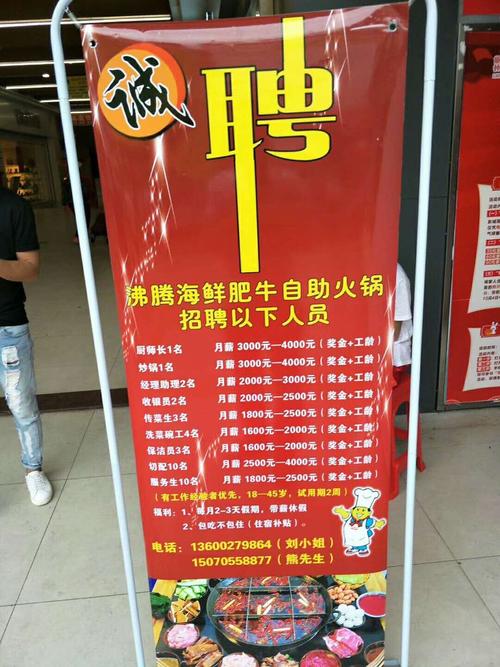 诚
聘
沸腾海鲜肥牛自助火锅
招聘以下人员
厨师长1名 月薪 3000元—4000元（奖金+工龄）
炒锅1名 月薪 3000元—4000元（奖金+工龄）
经理助理2名 月薪 2000元—3000元（奖金+工龄）
收银员2名 月薪 2000元—2500元（奖金+工龄）
传菜生3名 月薪 1800元—2500元（奖金+工龄）
洗菜碗工4名 月薪 1600元—2000元（奖金+工龄）
保洁员3名 月薪 1600元—2000元（奖金+工龄）
切配10名 月薪 2500元—4000元（奖金+工龄）
服务生10名 月薪 1800元—2500元（奖金+工龄）
（有工作经验者优先，18—45岁，试用期2周）
福利：1、每月2-3天假期，带薪休假
2、包吃不包住（住宿补贴）。
电话：13600279864（刘小姐）
15070558877（熊先生）